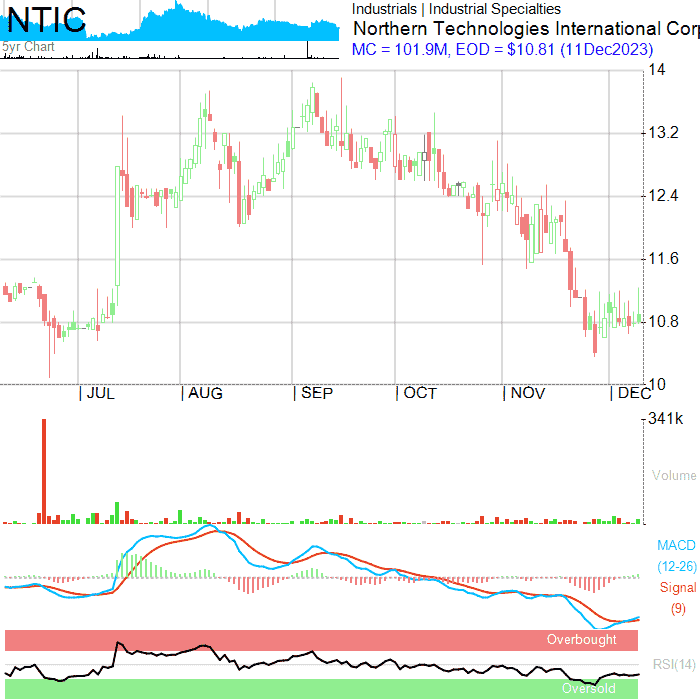 NTIC
5yr Chart
Industrials | Industrial Specialties
Northern Technologies International Corp
MC = 101.9M, EOD = $10.81 (11Dec2023)
14
13.2
12.4
11.6
10.8
10
JUL AUG SEP OCT NOV DEC
341k
Volume
MACD
(12-26)
Signal
(9)
Overbought
RSI(14)
Oversold